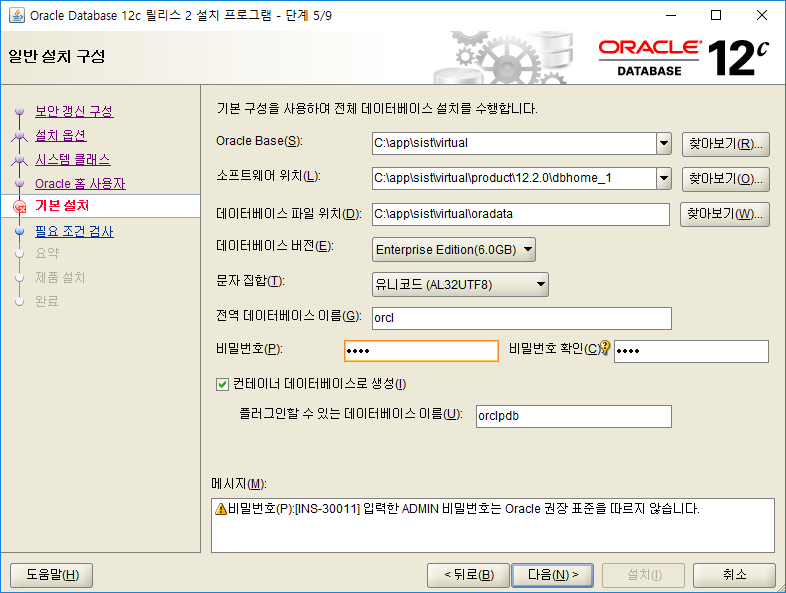 Oracle Database 12c 릴리스 2 설치 프로그램 - 단계 5/9
일반 설치 구성
ORACLE®
DATABASE
12c
보안 갱신 구성
설치 옵션
시스템 클래스
Oracle 홈 사용자
기본 설치
필요 조건 검사
요약
제품 설치
완료
기본 구성을 사용하여 전체 데이터베이스 설치를 수행합니다.
Oracle Base(S): C:\app\sist\virtual 찾아보기(R)...
소프트웨어 위치(L): C:\app\sist\virtual\product\12.2.0\dbhome_1 찾아보기(O)...
데이터베이스 파일 위치(D): C:\app\sist\virtual\oradata 찾아보기(W)...
데이터베이스 버전(E): Enterprise Edition(6.0GB)
문자 집합(T): 유니코드 (AL32UTF8)
전역 데이터베이스 이름(G): orcl
비밀번호(P): •••• 비밀번호 확인(C) ••••
컨테이너 데이터베이스로 생성(I)
플러그인할 수 있는 데이터베이스 이름(U): orclpdb
메시지(M):
비밀번호(P):[INS-30011] 입력한 ADMIN 비밀번호는 Oracle 권장 표준을 따르지 않습니다.
도움말(H) < 뒤로(B) 다음(N) > 설치(I) 취소